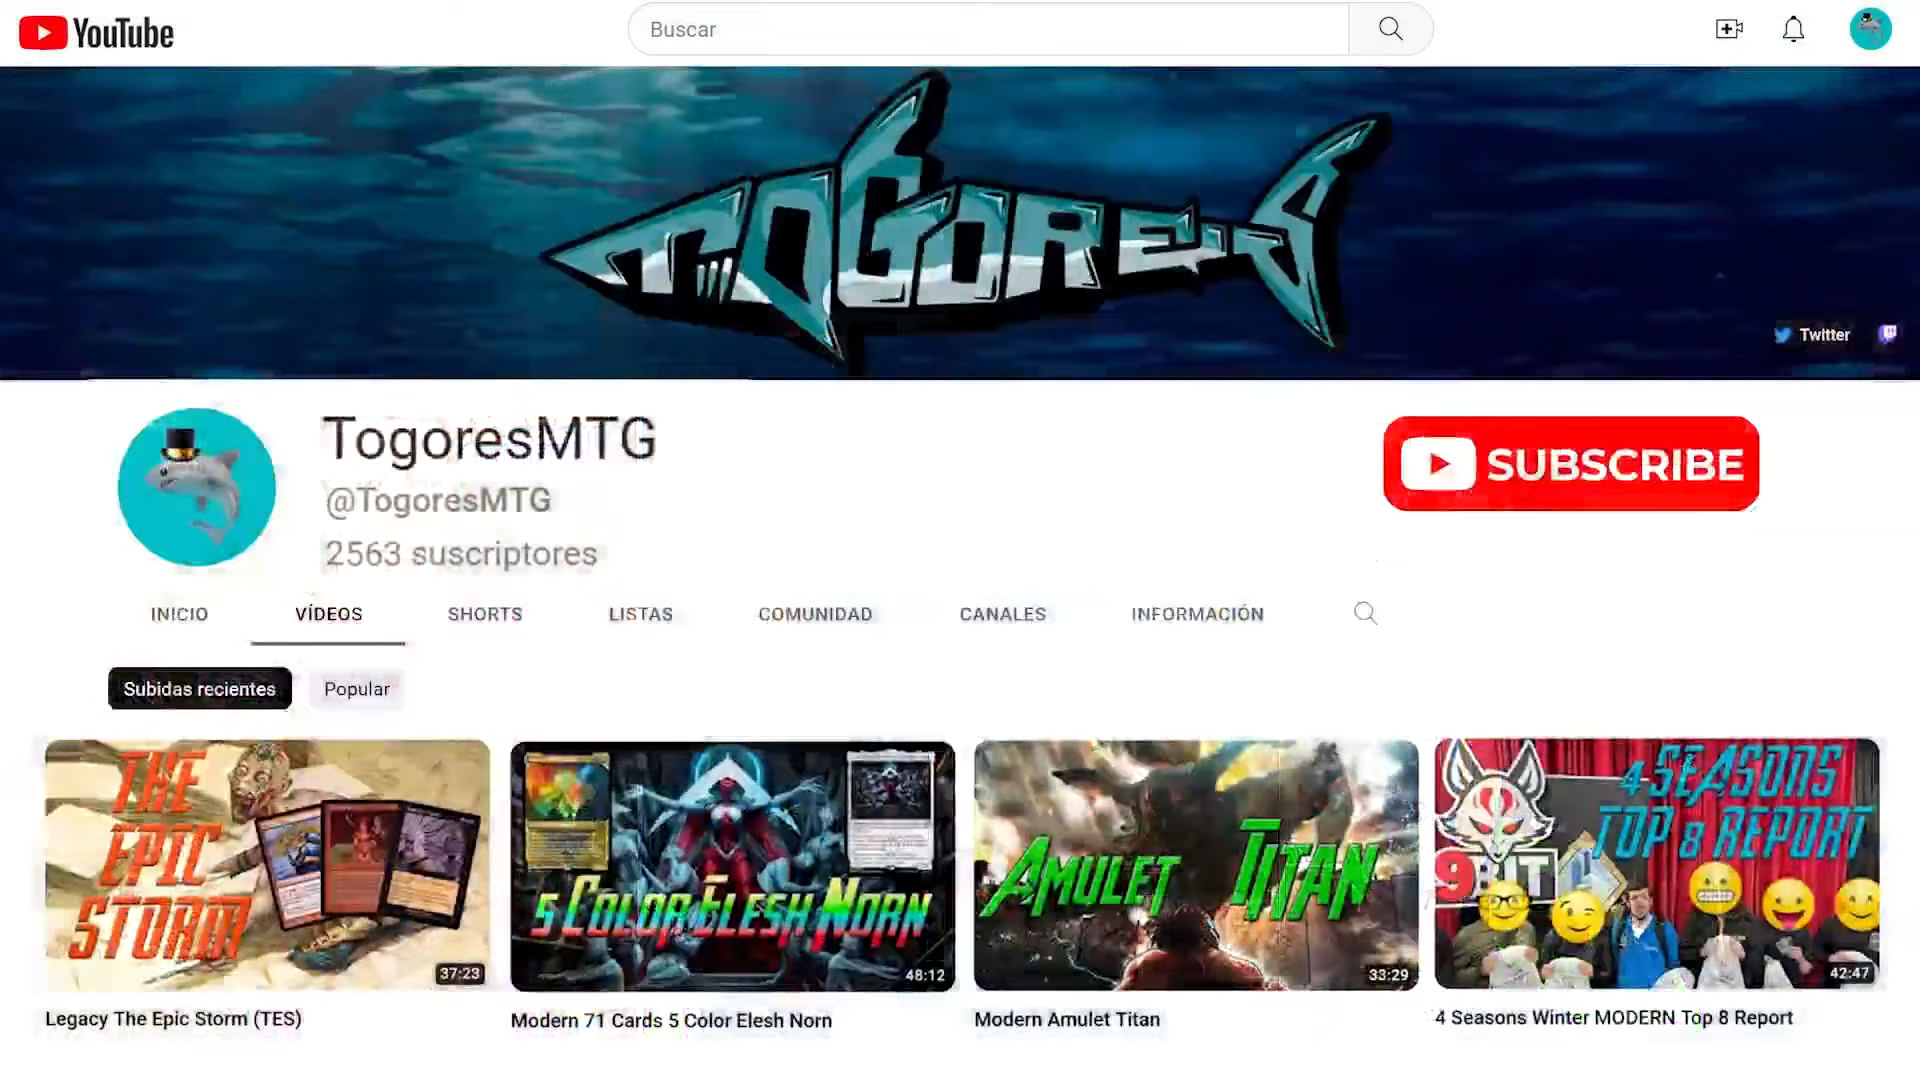 YouTube
Buscar
TOGORES
Twitter
TogoresMTG
@TogoresMTG
2563 suscriptores
SUBSCRIBE
INICIO
VÍDEOS
SHORTS
LISTAS
COMUNIDAD
CANALES
INFORMACIÓN
Subidas recientes
Popular
THE
EPIC
STORM
37:23
5 COLOR ELESH NORN
48:12
AMULET TITAN
33:29
4 SEASONS
TOP 8 REPORT
9BIT
42:47
Legacy The Epic Storm (TES)
Modern 71 Cards 5 Color Elesh Norn
Modern Amulet Titan
4 Seasons Winter MODERN Top 8 Report